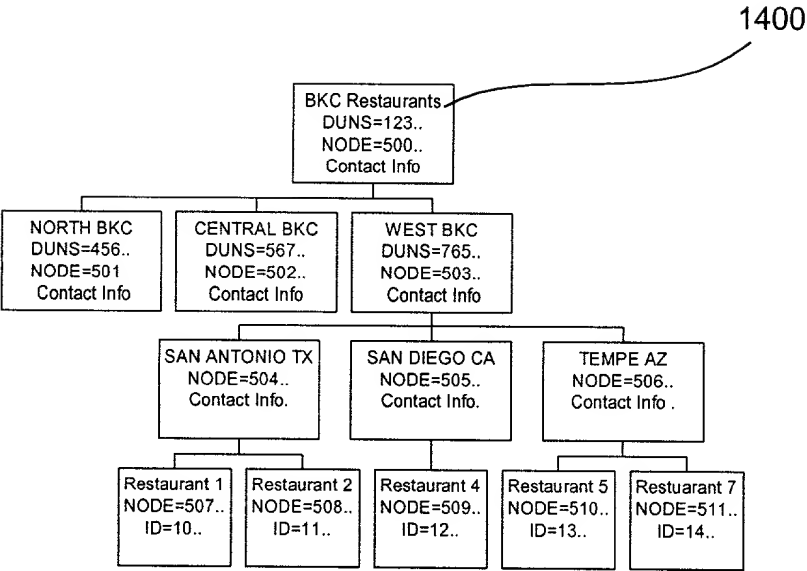 1400
BKC Restaurants
DUNS=123..
NODE=500..
Contact Info
NORTH BKC
DUNS=456..
NODE=501
Contact Info
CENTRAL BKC
DUNS=567..
NODE=502..
Contact Info
WEST BKC
DUNS=765..
NODE=503..
Contact Info
SAN ANTONIO TX
NODE=504..
Contact Info.
SAN DIEGO CA
NODE=505..
Contact Info.
TEMPE AZ
NODE=506..
Contact Info .
Restaurant 1
NODE=507..
ID=10..
Restaurant 2
NODE=508..
ID=11..
Restaurant 4
NODE=509..
ID=12..
Restaurant 5
NODE=510..
ID=13..
Restuarant 7
NODE=511..
ID=14..